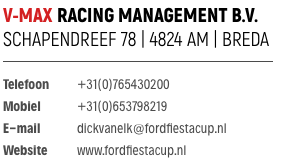 V-MAX RACING MANAGEMENT B.V.
SCHAPENDREEF 78 | 4824 AM | BREDA
Telefoon +31(0)765430200
Mobiel +31(0)653798219
E-mail dickvanelk@fordfiestacup.nl
Website www.fordfiestacup.nl